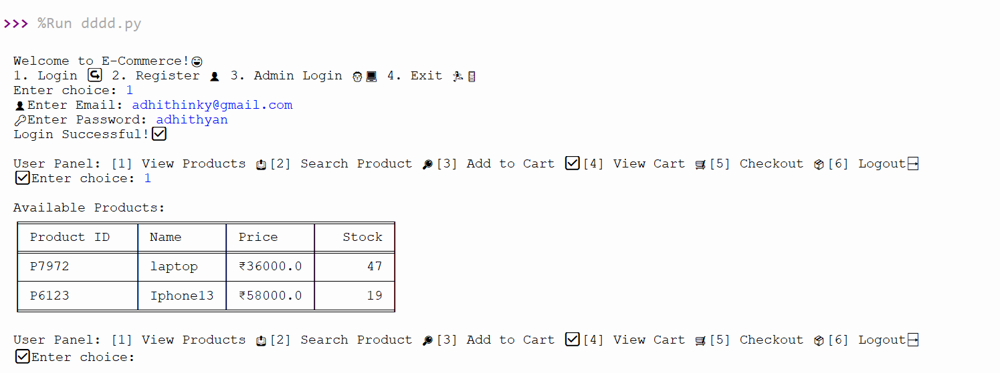 >>> %Run dddd.py
Welcome to E-Commerce!😄
1. Login ↪ 2. Register 👤 3. Admin Login 👨‍💻 4. Exit 🏃🚪
Enter choice: 1
👤Enter Email: adhithinky@gmail.com
🔑Enter Password: adhithyan
Login Successful!✅
User Panel: [1] View Products 📤[2] Search Product 🔎[3] Add to Cart ✅[4] View Cart 🛒[5] Checkout 📦[6] Logout→
✅Enter choice: 1
Available Products:
Product ID Name Price Stock
P7972 laptop ₹36000.0 47
P6123 Iphone13 ₹58000.0 19
User Panel: [1] View Products 📤[2] Search Product 🔎[3] Add to Cart ✅[4] View Cart 🛒[5] Checkout 📦[6] Logout→
✅Enter choice: